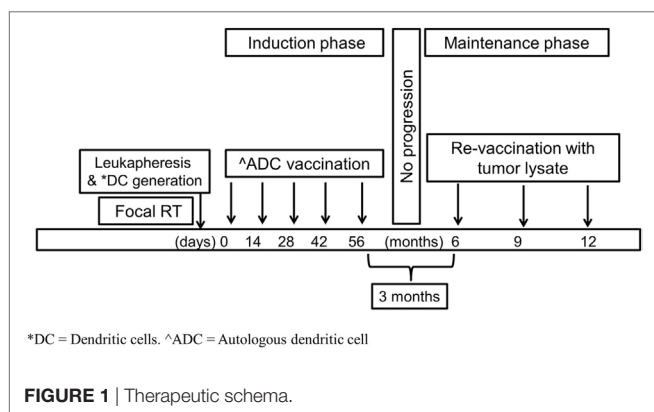 Induction phase
No progression
Maintenance phase
Leukapheresis
& *DC generation
^ADC vaccination
Re-vaccination with
tumor lysate
Focal RT
(days) 0 14 28 42 56 (months) 6 9 12
3 months
*DC = Dendritic cells. ^ADC = Autologous dendritic cell
FIGURE 1 | Therapeutic schema.